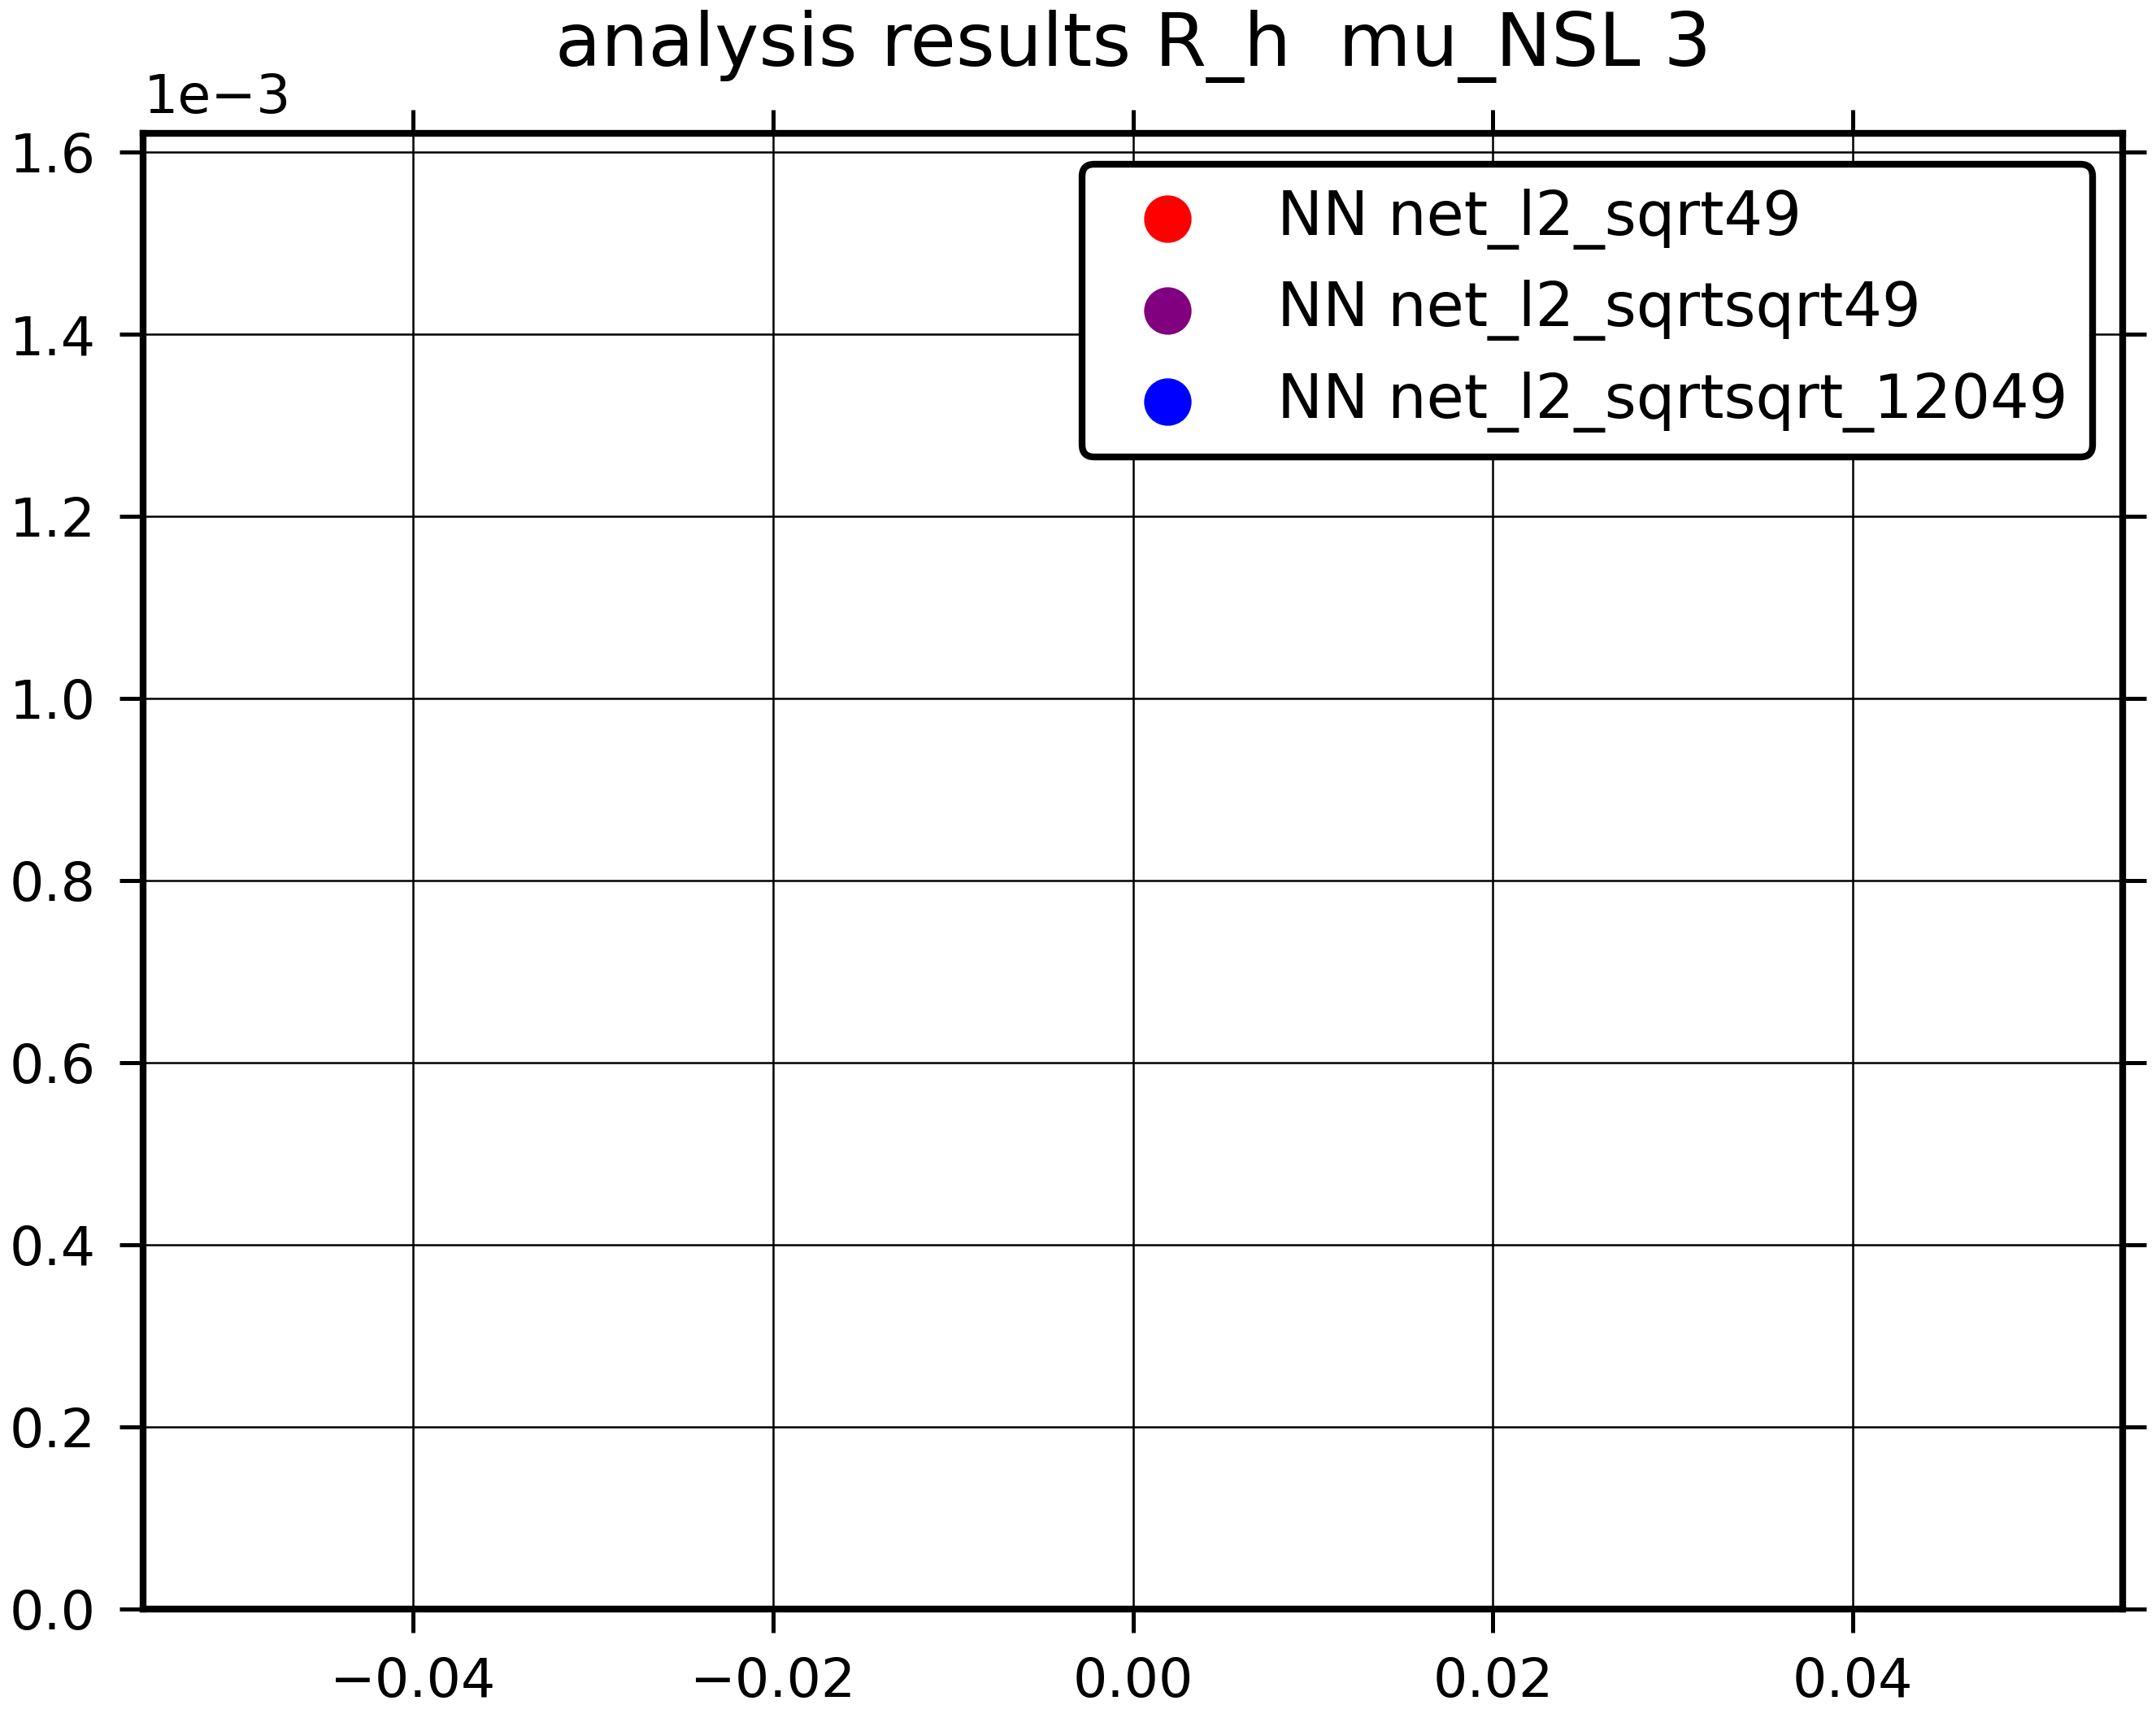 analysis results R_h  mu_NSL 3
1e−3
1.6
1.4
1.2
1.0
0.8
0.6
0.4
0.2
0.0
NN net_l2_sqrt49
NN net_l2_sqrtsqrt49
NN net_l2_sqrtsqrt_12049
−0.04
−0.02
0.00
0.02
0.04